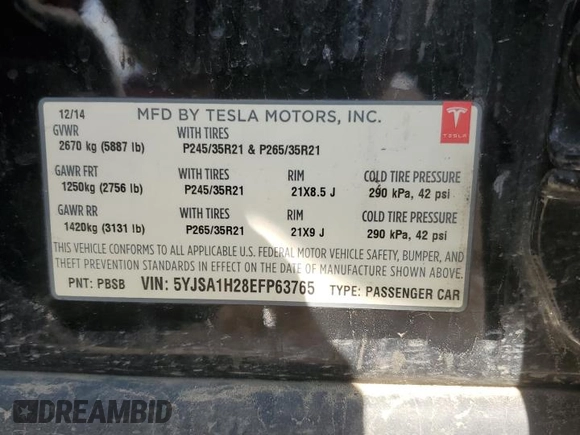 12/14 MFD BY TESLA MOTORS, INC.
GVWR WITH TIRES
2670 kg (5887 lb) P245/35R21 & P265/35R21
TESLA
GAWR FRT WITH TIRES RIM COLD TIRE PRESSURE
1250kg (2756 lb) P245/35R21 21X8.5 J 290 kPa, 42 psi
GAWR RR WITH TIRES RIM COLD TIRE PRESSURE
1420kg (3131 lb) P265/35R21 21X9 J 290 kPa, 42 psi
THIS VEHICLE CONFORMS TO ALL APPLICABLE U.S. FEDERAL MOTOR VEHICLE SAFETY, BUMPER, AND
THEFT PREVENTION STANDARDS IN EFFECT ON THE DATE OF MANUFACTURE SHOWN ABOVE.
PNT: PBSB VIN: 5YJSA1H28EFP63765 TYPE: PASSENGER CAR
DREAMBID